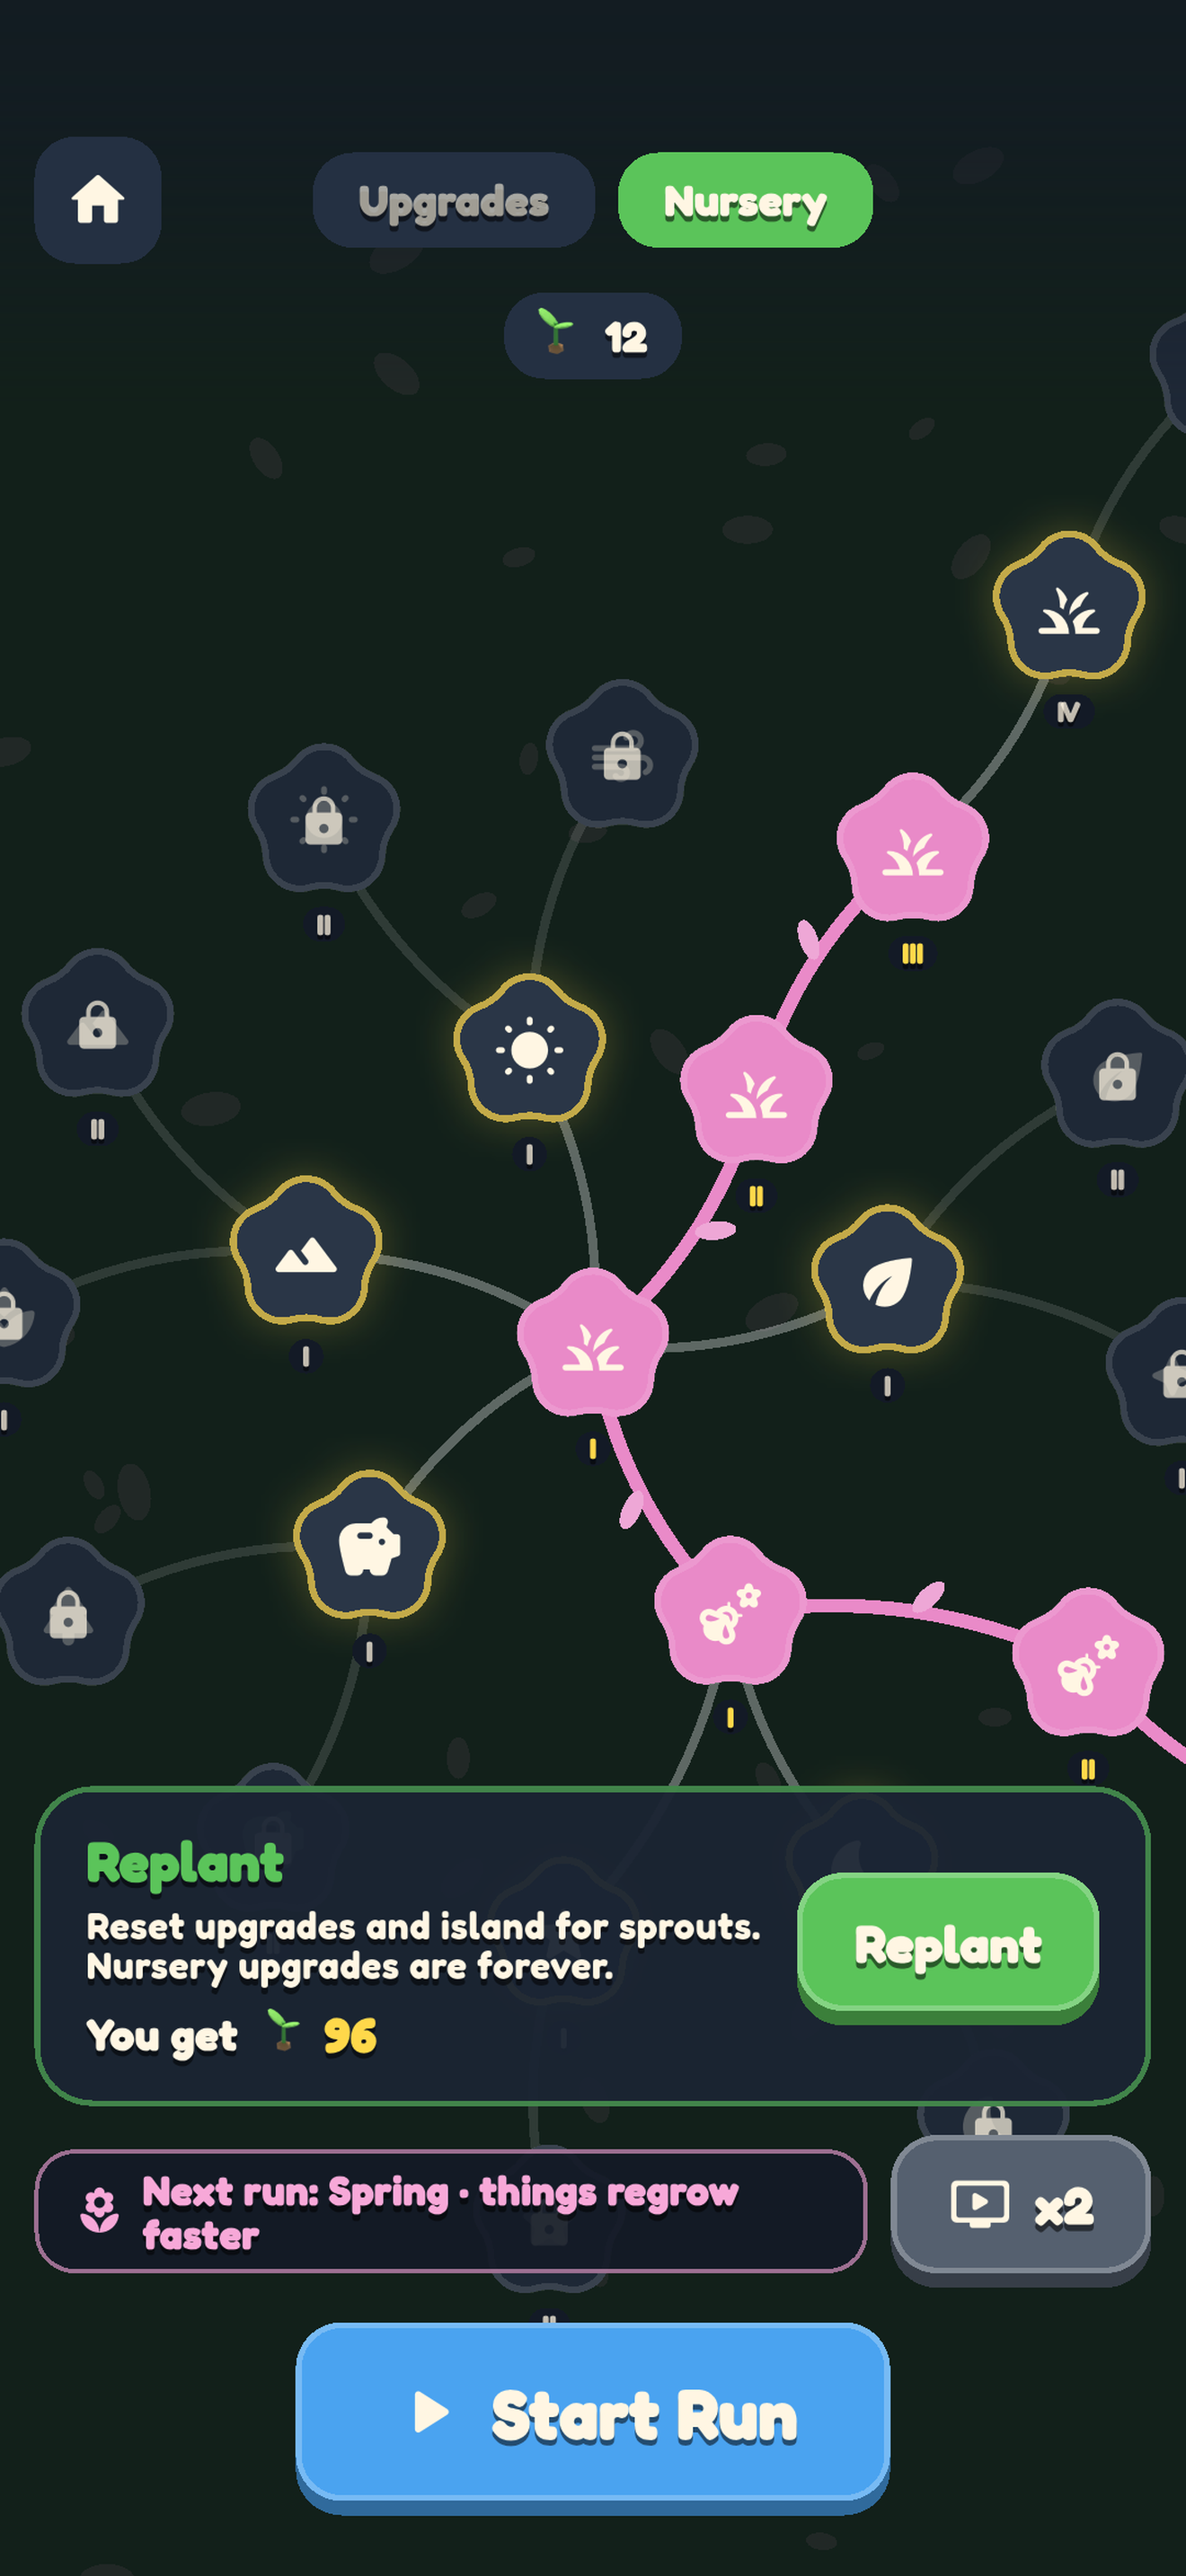 Upgrades
Nursery
12
IV
II
III
II
I
II
II
I
I
I
I
I
I
I
I
II
Replant
Reset upgrades and island for sprouts.
Nursery upgrades are forever.
You get 96
Replant
Next run: Spring · things regrow
faster
x2
Start Run